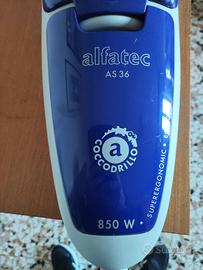 alfatec
AS 36
a
COCCODRILLO
850 W •
SUPERERGONOMIC •